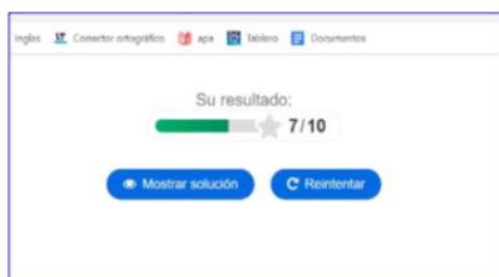 Ingles Corrector ortográfico apa Tablero Documentos
Su resultado:
7/10
Mostrar solución Reintentar